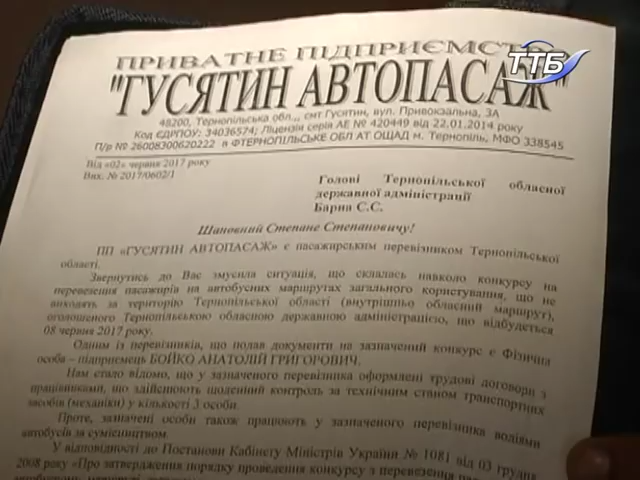 ТТБ
ПРИВАТНЕ ПІДПРИЄМСТВО
"ГУСЯТИН АВТОПАСАЖ"
48200, Тернопільська обл.., смт Гусятин, вул. Привокзальна, 3А
Код ЄДРПОУ: 34036574; Ліцензія серія АЕ № 420449 від 22.01.2014 року
П/р № 26008300620222 в ФТЕРНОПІЛЬСЬКЕ ОБЛ АТ ОЩАД м. Тернопіль, МФО 338545
Від «02» червня 2017 року
Вих. № 2017/0602/1
Голові Тернопільської обласної
державної адміністрації
Барна С.С.
Шановний Степане Степановичу!
ПП «ГУСЯТИН АВТОПАСАЖ» є пасажирським перевізником Тернопільської
області.
Звернутись до Вас змусила ситуація, що склалась навколо конкурсу на
перевезення пасажирів на автобусних маршрутах загального користування, що не
виходять за територію Тернопільської області (внутрішньо обласний маршрут),
оголошеного Тернопільською обласною державною адміністрацією, що відбудеться
08 червня 2017 року.
Одним із перевізників, що подав документи на зазначений конкурс є Фізична
особа – підприємець БОЙКО АНАТОЛІЙ ГРИГОРОВИЧ.
Нам стало відомо, що у зазначеного перевізника оформлені трудові договори з
працівниками, що здійснюють щоденний контроль за технічним станом транспортних
засобів (механіки) у кількості 3 особи.
Проте, зазначені особи також працюють у зазначеного перевізника водіями
автобусів за сумісництвом.
У відповідності до Постанови Кабінету Міністрів України № 1081 від 03 грудня
2008 року «Про затвердження порядку проведення конкурсу з перевезення